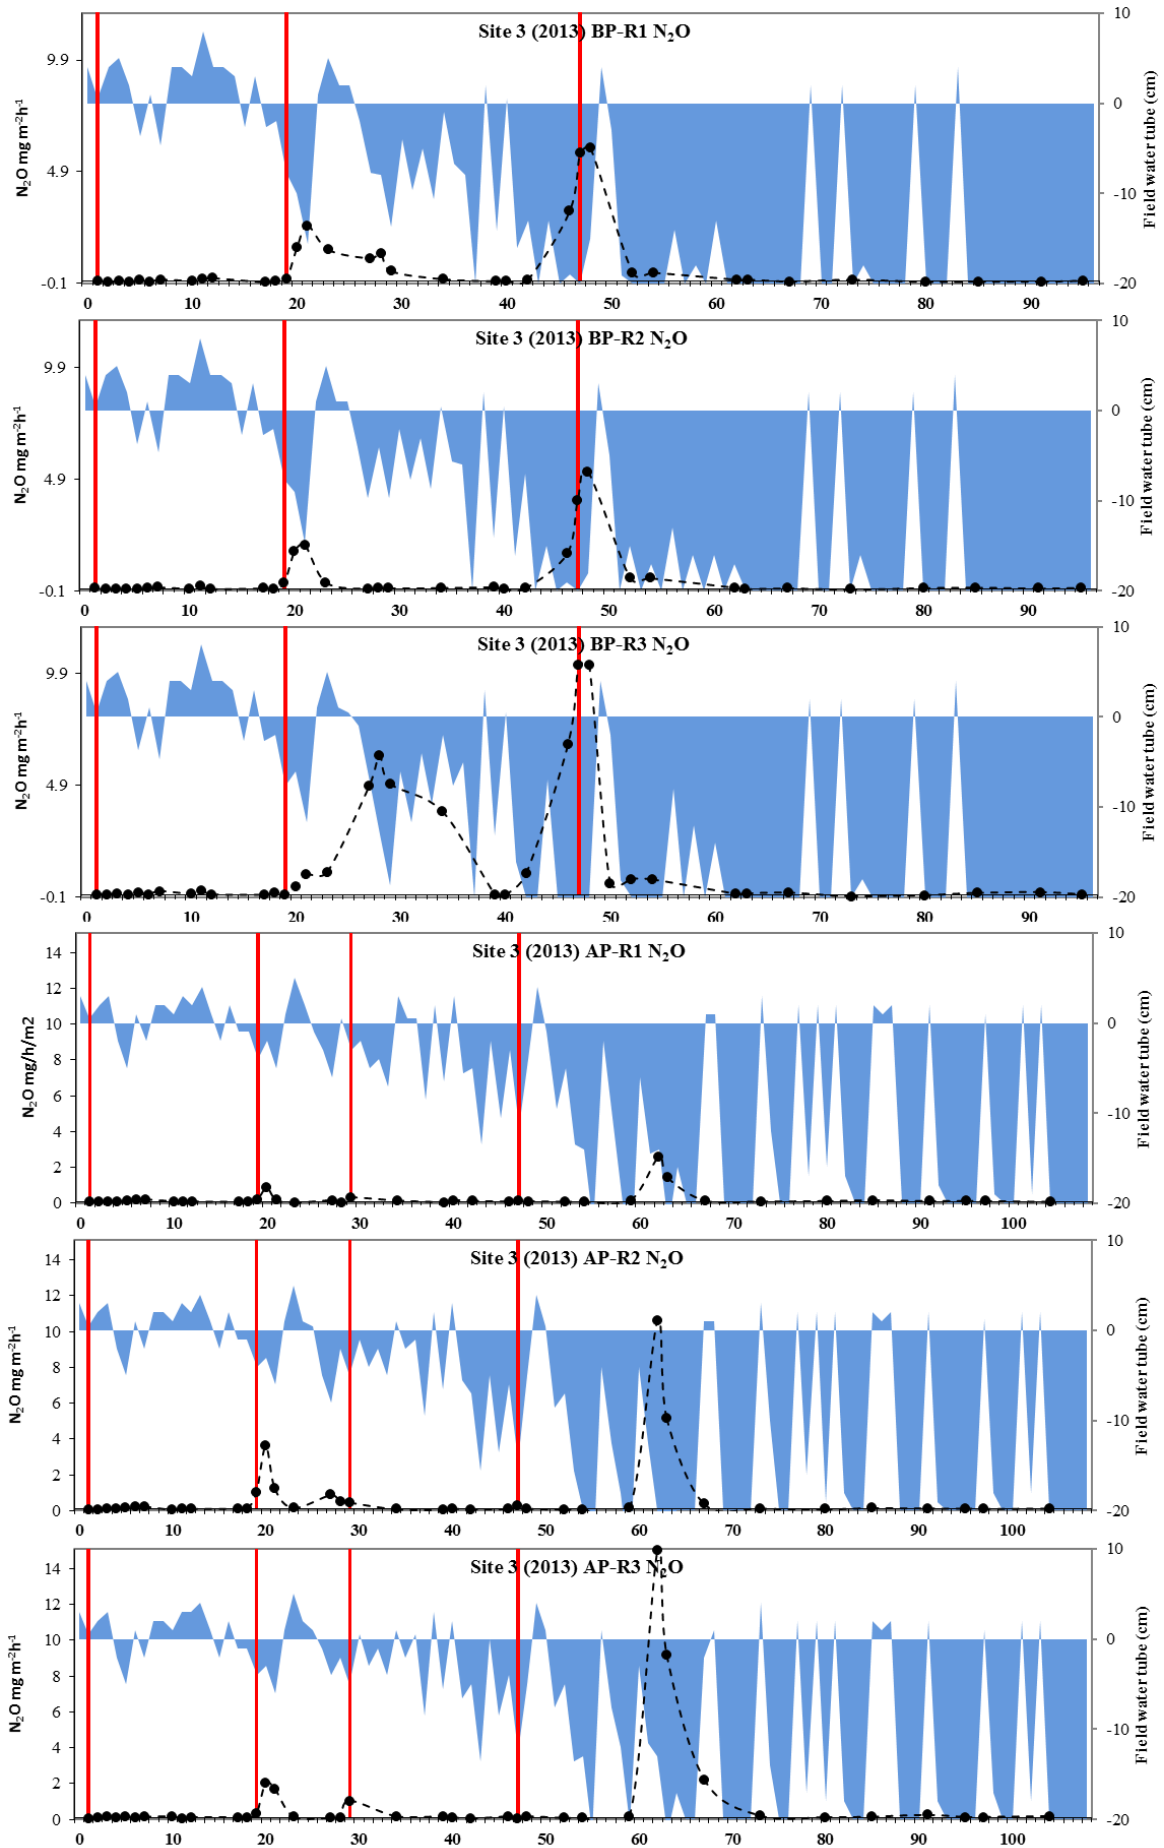 Site 3 (2013) BP-R1 N₂O
N₂O mg m⁻²h⁻¹
9.9
4.9
-0.1
10
0
-10
-20
Field water tube (cm)
0 10 20 30 40 50 60 70 80 90
Site 3 (2013) BP-R2 N₂O
N₂O mg m⁻²h⁻¹
9.9
4.9
-0.1
10
0
-10
-20
Field water tube (cm)
0 10 20 30 40 50 60 70 80 90
Site 3 (2013) BP-R3 N₂O
N₂O mg m⁻²h⁻¹
9.9
4.9
-0.1
10
0
-10
-20
Field water tube (cm)
0 10 20 30 40 50 60 70 80 90
Site 3 (2013) AP-R1 N₂O
N₂O mg/h/m2
14
12
10
8
6
4
2
0
10
0
-10
-20
Field water tube (cm)
0 10 20 30 40 50 60 70 80 90 100
Site 3 (2013) AP-R2 N₂O
N₂O mg m⁻²h⁻¹
14
12
10
8
6
4
2
0
10
0
-10
-20
Field water tube (cm)
0 10 20 30 40 50 60 70 80 90 100
Site 3 (2013) AP-R3 N₂O
N₂O mg m⁻²h⁻¹
14
12
10
8
6
4
2
0
10
0
-10
-20
Field water tube (cm)
0 10 20 30 40 50 60 70 80 90 100